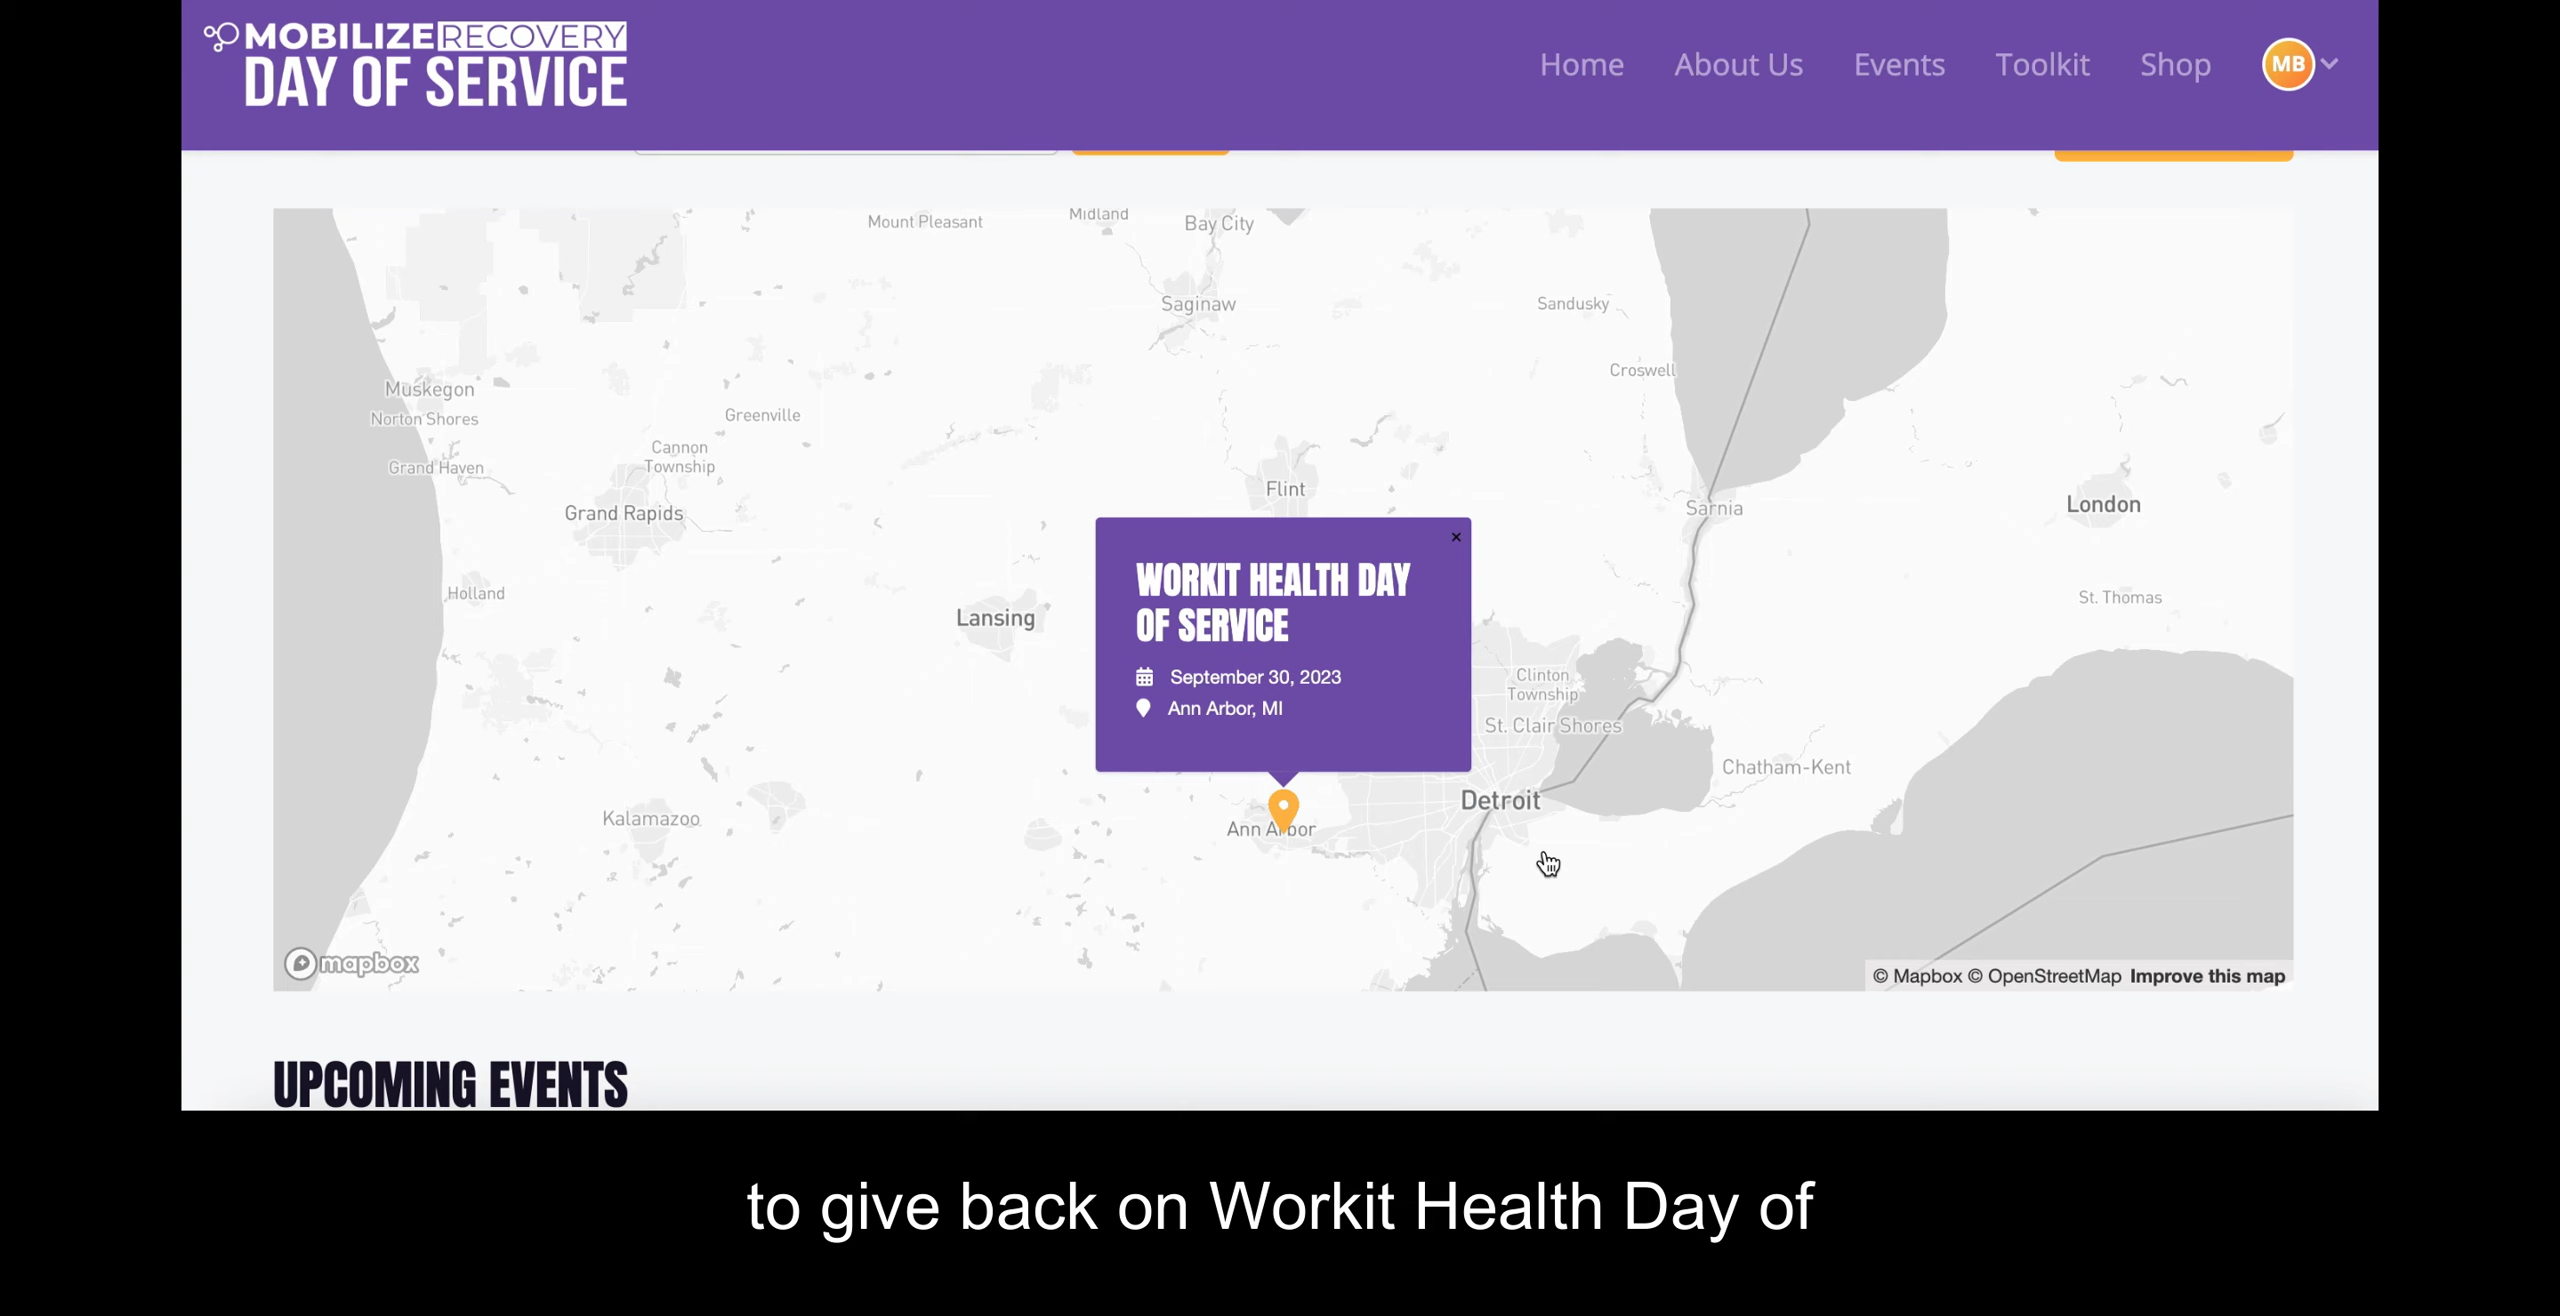 MOBILIZE RECOVERY
DAY OF SERVICE
Home About Us Events Toolkit Shop MB
Mount Pleasant
Midland
Bay City
Saginaw
Sandusky
Croswell
Muskegon
Norton Shores
Greenville
Grand Haven
Cannon
Township
Grand Rapids
Flint
Sarnia
London
Holland
Lansing
St. Thomas
×
WORKIT HEALTH DAY
OF SERVICE
September 30, 2023
Ann Arbor, MI
Clinton
Township
St. Clair Shores
Chatham-Kent
Detroit
Kalamazoo
Ann Arbor
mapbox
© Mapbox © OpenStreetMap Improve this map
UPCOMING EVENTS
to give back on Workit Health Day of